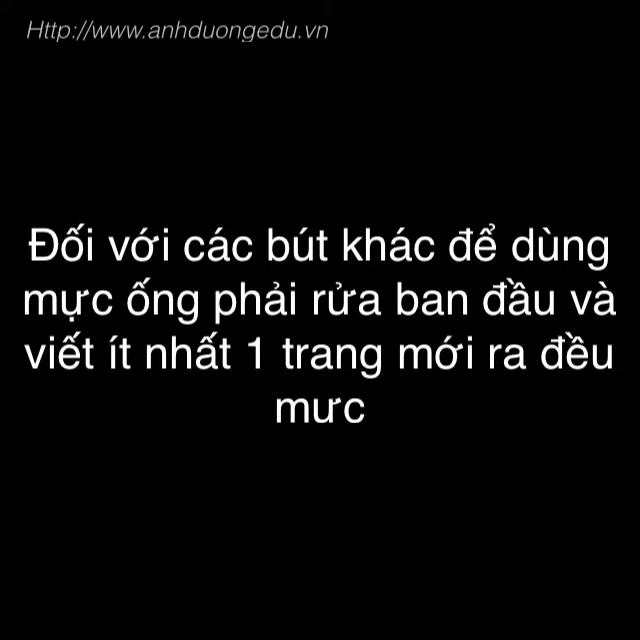 Http://www.anhduongedu.vn
Đối với các bút khác để dùng
mực ống phải rửa ban đầu và
viết ít nhất 1 trang mới ra đều
mưc